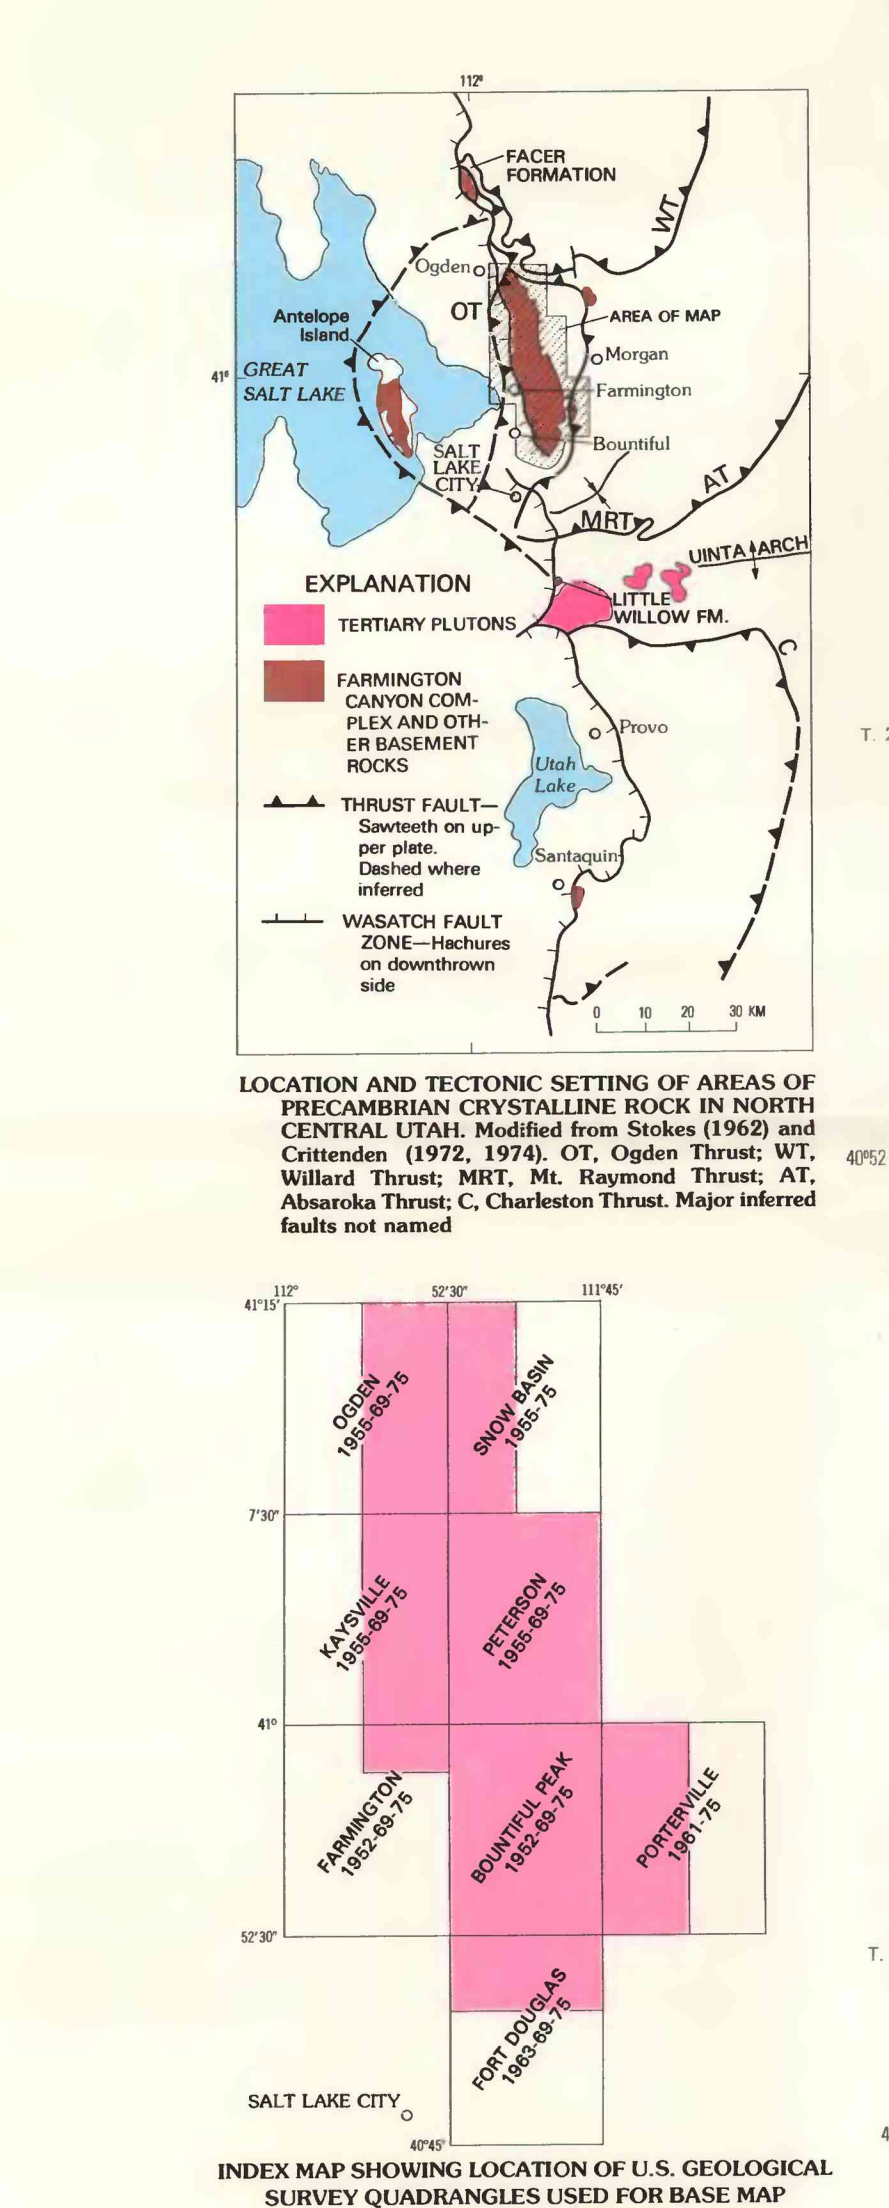 112°
FACER
FORMATION
WT
Ogden
OT
AREA OF MAP
Antelope
Island
Morgan
41°
GREAT
SALT LAKE
Farmington
Bountiful
SALT
LAKE
CITY
AT
MRT
UINTA ARCH
EXPLANATION
LITTLE
WILLOW FM.
TERTIARY PLUTONS
C
FARMINGTON
CANYON COM-
PLEX AND OTH-
ER BASEMENT
ROCKS
Provo
T. 2
Utah
Lake
THRUST FAULT—
Sawteeth on up-
per plate.
Dashed where
inferred
Santaquin
WASATCH FAULT
ZONE—Hachures
on downthrown
side
0 10 20 30 KM
LOCATION AND TECTONIC SETTING OF AREAS OF
PRECAMBRIAN CRYSTALLINE ROCK IN NORTH
CENTRAL UTAH. Modified from Stokes (1962) and
Crittenden (1972, 1974). OT, Ogden Thrust; WT,
Willard Thrust; MRT, Mt. Raymond Thrust; AT,
Absaroka Thrust; C, Charleston Thrust. Major inferred
faults not named
40°52
112° 52'30" 111°45'
41°15'
OGDEN
1955-69-75
SNOW BASIN
1955-75
7'30"
KAYSVILLE
1955-69-75
PETERSON
1955-69-75
41°
FARMINGTON
1952-69-75
BOUNTIFUL PEAK
1952-69-75
PORTERVILLE
1961-75
52'30"
T.
FORT DOUGLAS
1963-69-75
SALT LAKE CITY
4
40°45'
INDEX MAP SHOWING LOCATION OF U.S. GEOLOGICAL
SURVEY QUADRANGLES USED FOR BASE MAP